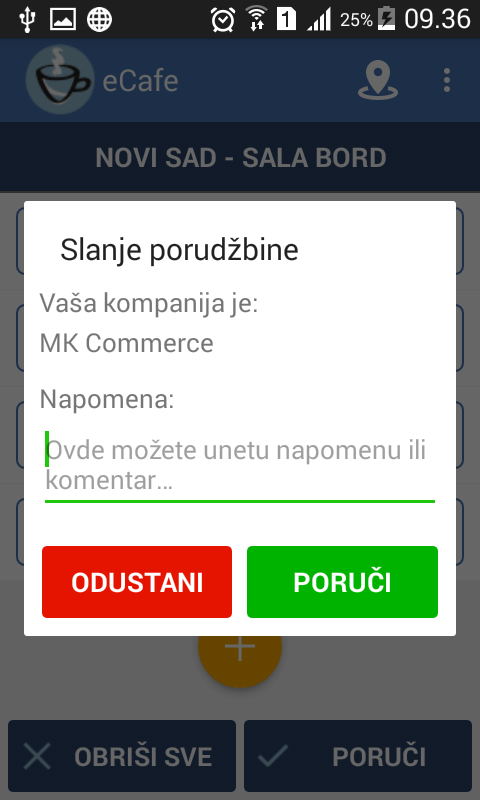 1
25%
09.36
eCafe
NOVI SAD - SALA BORD
Slanje porudžbine
Vaša kompanija je:
MK Commerce
Napomena:
Ovde možete unetu napomenu ili
komentar...
ODUSTANI
PORUČI
OBRIŠI SVE
PORUČI